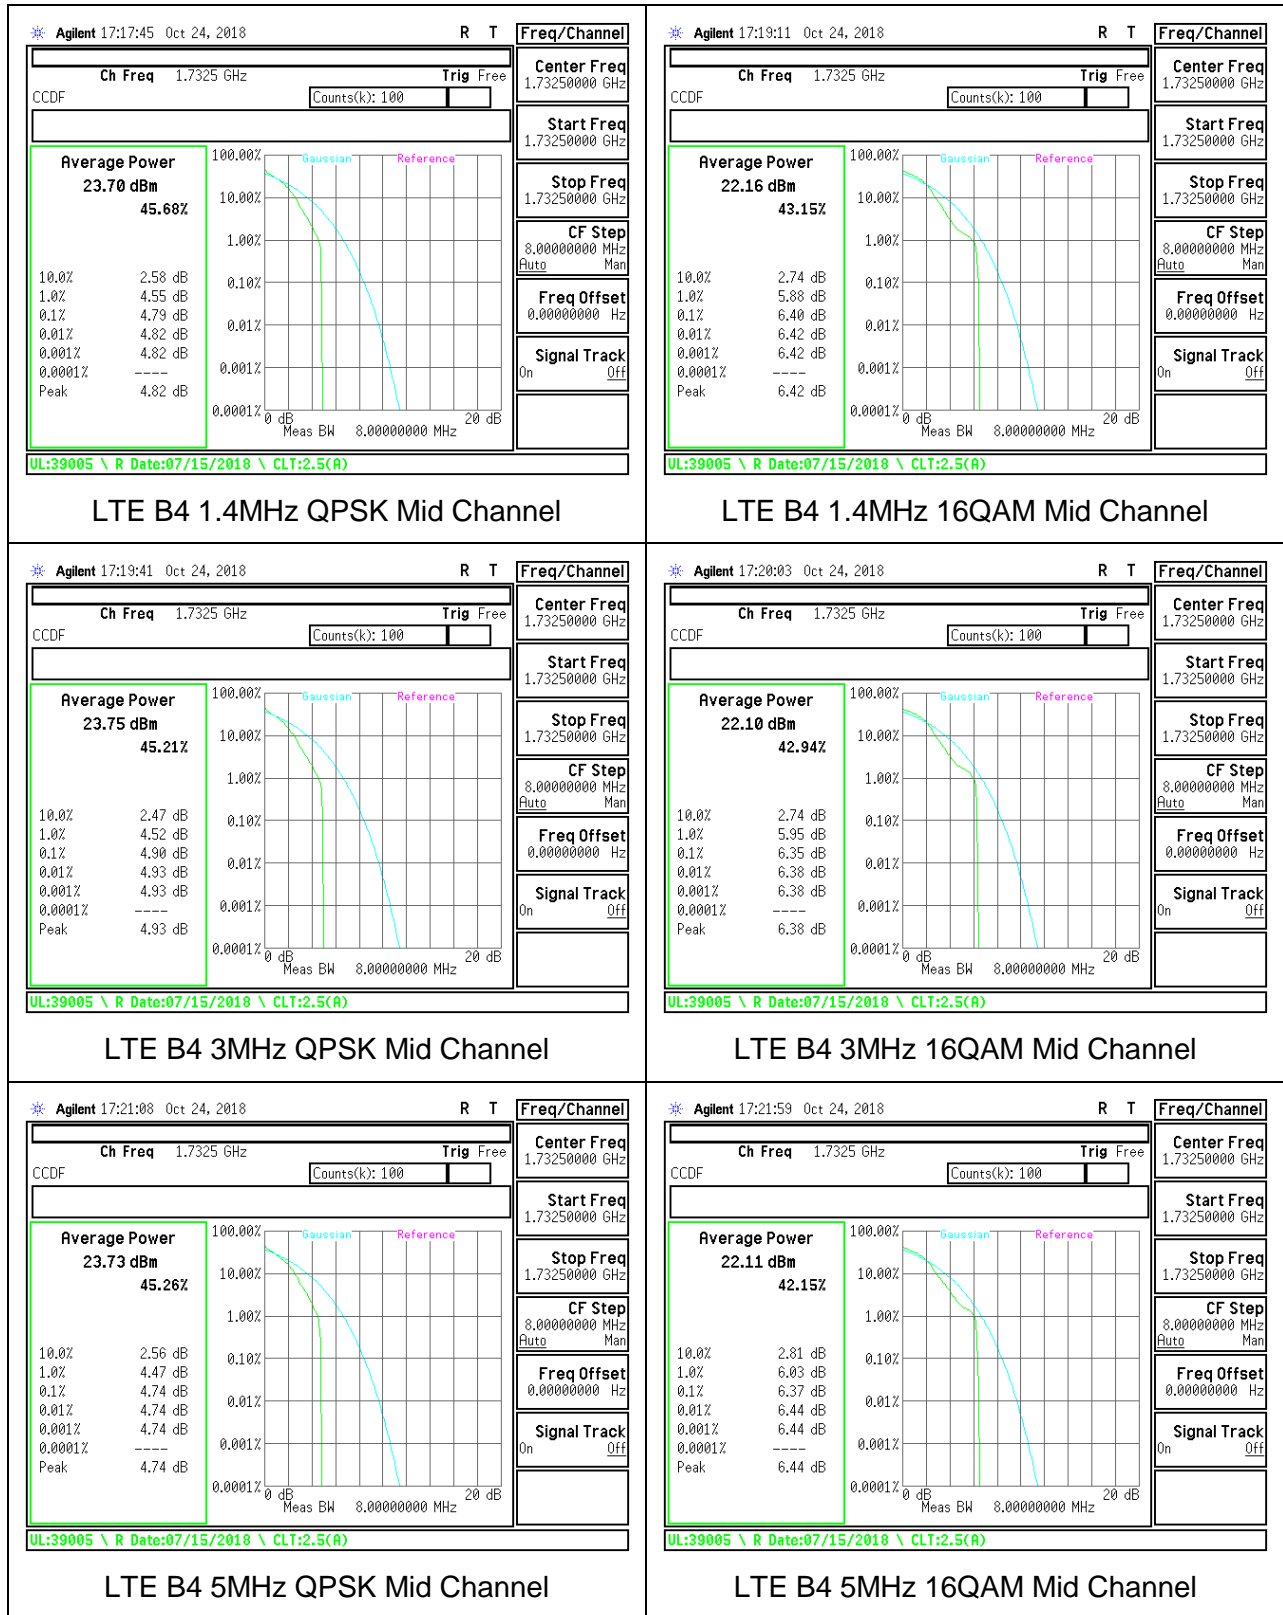 Agilent 17:17:45 Oct 24, 2018 R T Freq/Channel
Ch Freq 1.7325 GHz Trig Free
CCDF Counts(k): 100
Center Freq
1.73250000 GHz
Start Freq
1.73250000 GHz
Stop Freq
1.73250000 GHz
CF Step
8.00000000 MHz
Auto Man
Freq Offset
0.00000000 Hz
Signal Track
On Off
Average Power
23.70 dBm
45.68%
10.0% 2.58 dB
1.0% 4.55 dB
0.1% 4.79 dB
0.01% 4.82 dB
0.001% 4.82 dB
0.0001% ----
Peak 4.82 dB
Gaussian Reference
100.00%
10.00%
1.00%
0.10%
0.01%
0.001%
0.0001%
0 dB 20 dB
Meas BW 8.00000000 MHz
UL:39005 \ R Date:07/15/2018 \ CLT:2.5(A)
LTE B4 1.4MHz QPSK Mid Channel
Agilent 17:19:11 Oct 24, 2018 R T Freq/Channel
Ch Freq 1.7325 GHz Trig Free
CCDF Counts(k): 100
Center Freq
1.73250000 GHz
Start Freq
1.73250000 GHz
Stop Freq
1.73250000 GHz
CF Step
8.00000000 MHz
Auto Man
Freq Offset
0.00000000 Hz
Signal Track
On Off
Average Power
22.16 dBm
43.15%
10.0% 2.74 dB
1.0% 5.88 dB
0.1% 6.40 dB
0.01% 6.42 dB
0.001% 6.42 dB
0.0001% ----
Peak 6.42 dB
Gaussian Reference
100.00%
10.00%
1.00%
0.10%
0.01%
0.001%
0.0001%
0 dB 20 dB
Meas BW 8.00000000 MHz
UL:39005 \ R Date:07/15/2018 \ CLT:2.5(A)
LTE B4 1.4MHz 16QAM Mid Channel
Agilent 17:19:41 Oct 24, 2018 R T Freq/Channel
Ch Freq 1.7325 GHz Trig Free
CCDF Counts(k): 100
Center Freq
1.73250000 GHz
Start Freq
1.73250000 GHz
Stop Freq
1.73250000 GHz
CF Step
8.00000000 MHz
Auto Man
Freq Offset
0.00000000 Hz
Signal Track
On Off
Average Power
23.75 dBm
45.21%
10.0% 2.47 dB
1.0% 4.52 dB
0.1% 4.90 dB
0.01% 4.93 dB
0.001% 4.93 dB
0.0001% ----
Peak 4.93 dB
Gaussian Reference
100.00%
10.00%
1.00%
0.10%
0.01%
0.001%
0.0001%
0 dB 20 dB
Meas BW 8.00000000 MHz
UL:39005 \ R Date:07/15/2018 \ CLT:2.5(A)
LTE B4 3MHz QPSK Mid Channel
Agilent 17:20:03 Oct 24, 2018 R T Freq/Channel
Ch Freq 1.7325 GHz Trig Free
CCDF Counts(k): 100
Center Freq
1.73250000 GHz
Start Freq
1.73250000 GHz
Stop Freq
1.73250000 GHz
CF Step
8.00000000 MHz
Auto Man
Freq Offset
0.00000000 Hz
Signal Track
On Off
Average Power
22.10 dBm
42.94%
10.0% 2.74 dB
1.0% 5.95 dB
0.1% 6.35 dB
0.01% 6.38 dB
0.001% 6.38 dB
0.0001% ----
Peak 6.38 dB
Gaussian Reference
100.00%
10.00%
1.00%
0.10%
0.01%
0.001%
0.0001%
0 dB 20 dB
Meas BW 8.00000000 MHz
UL:39005 \ R Date:07/15/2018 \ CLT:2.5(A)
LTE B4 3MHz 16QAM Mid Channel
Agilent 17:21:08 Oct 24, 2018 R T Freq/Channel
Ch Freq 1.7325 GHz Trig Free
CCDF Counts(k): 100
Center Freq
1.73250000 GHz
Start Freq
1.73250000 GHz
Stop Freq
1.73250000 GHz
CF Step
8.00000000 MHz
Auto Man
Freq Offset
0.00000000 Hz
Signal Track
On Off
Average Power
23.73 dBm
45.26%
10.0% 2.56 dB
1.0% 4.47 dB
0.1% 4.74 dB
0.01% 4.74 dB
0.001% 4.74 dB
0.0001% ----
Peak 4.74 dB
Gaussian Reference
100.00%
10.00%
1.00%
0.10%
0.01%
0.001%
0.0001%
0 dB 20 dB
Meas BW 8.00000000 MHz
UL:39005 \ R Date:07/15/2018 \ CLT:2.5(A)
LTE B4 5MHz QPSK Mid Channel
Agilent 17:21:59 Oct 24, 2018 R T Freq/Channel
Ch Freq 1.7325 GHz Trig Free
CCDF Counts(k): 100
Center Freq
1.73250000 GHz
Start Freq
1.73250000 GHz
Stop Freq
1.73250000 GHz
CF Step
8.00000000 MHz
Auto Man
Freq Offset
0.00000000 Hz
Signal Track
On Off
Average Power
22.11 dBm
42.15%
10.0% 2.81 dB
1.0% 6.03 dB
0.1% 6.37 dB
0.01% 6.44 dB
0.001% 6.44 dB
0.0001% ----
Peak 6.44 dB
Gaussian Reference
100.00%
10.00%
1.00%
0.10%
0.01%
0.001%
0.0001%
0 dB 20 dB
Meas BW 8.00000000 MHz
UL:39005 \ R Date:07/15/2018 \ CLT:2.5(A)
LTE B4 5MHz 16QAM Mid Channel